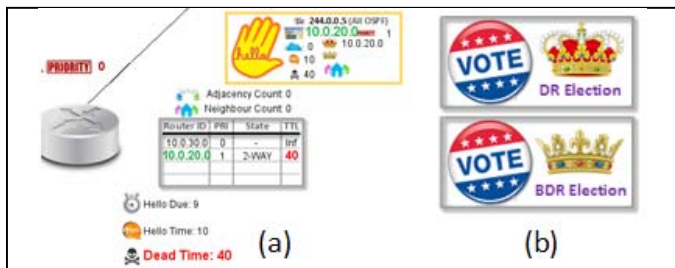 244.0.0.5 (All OSPF)
hello
10.0.20.0 PRIORITY 1
0 10.0.20.0
10
40
PRIORITY 0
Adjacency Count 0
Neighbour Count 0
Router ID PRI State TTL
10.0.30.0 0 - Inf
10.0.20.0 1 2-WAY 40
Hello Due: 9
Hello Time: 10
Dead Time: 40
(a)
VOTE
DR Election
VOTE
BDR Election
(b)